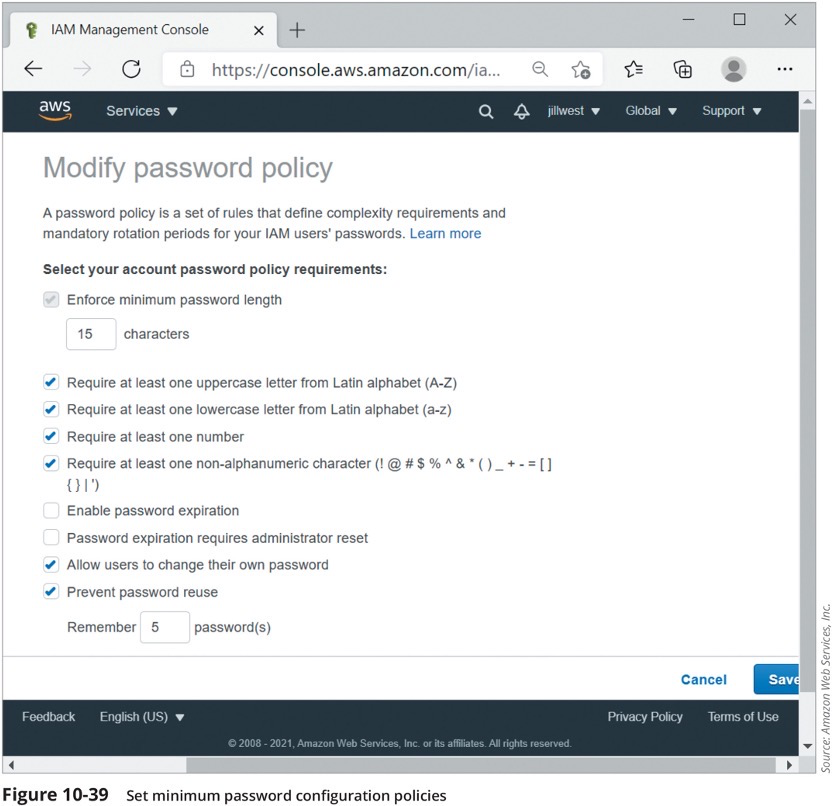 IAM Management Console
https://console.aws.amazon.com/ia...
aws Services jillwest Global Support
Modify password policy
A password policy is a set of rules that define complexity requirements and
mandatory rotation periods for your IAM users' passwords. Learn more
Select your account password policy requirements:
Enforce minimum password length
15 characters
Require at least one uppercase letter from Latin alphabet (A-Z)
Require at least one lowercase letter from Latin alphabet (a-z)
Require at least one number
Require at least one non-alphanumeric character (! @ # $ % ^ & * ( ) _ + - = [ ]
{ } | ')
Enable password expiration
Password expiration requires administrator reset
Allow users to change their own password
Prevent password reuse
Remember 5 password(s)
Cancel Save
Feedback English (US) Privacy Policy Terms of Use
© 2008 - 2021, Amazon Web Services, Inc. or its affiliates. All rights reserved.
Source: Amazon Web Services, Inc.
Figure 10-39 Set minimum password configuration policies